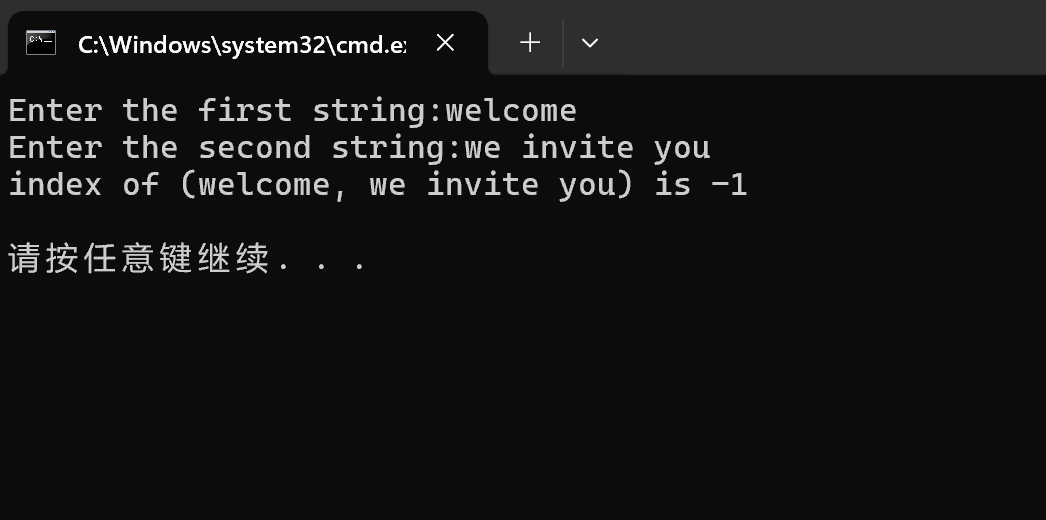 C:\Windows\system32\cmd.e
Enter the first string:welcome
Enter the second string:we invite you
index of (welcome, we invite you) is -1
请按任意键继续. . .